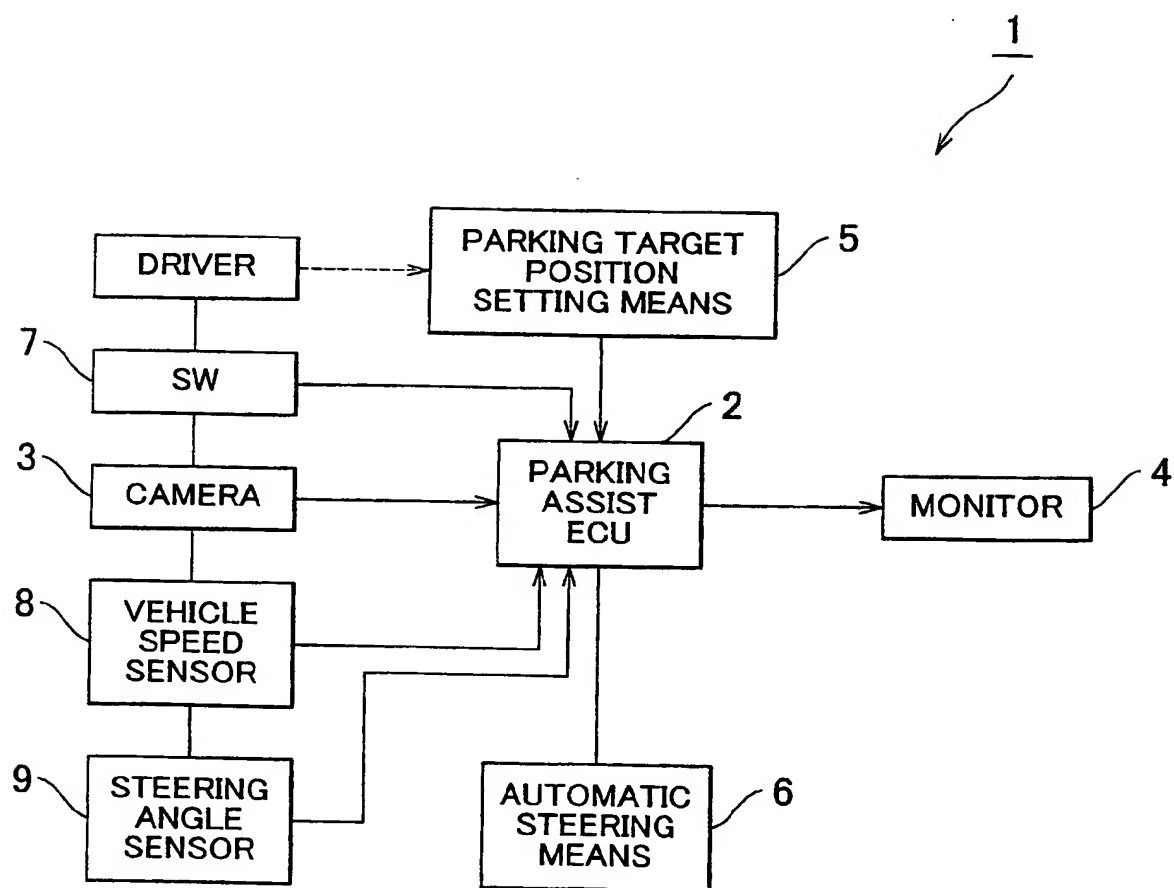 1
DRIVER
PARKING TARGET
POSITION
SETTING MEANS
5
7
SW
2
3
CAMERA
PARKING
ASSIST
ECU
MONITOR
4
8
VEHICLE
SPEED
SENSOR
9
STEERING
ANGLE
SENSOR
AUTOMATIC
STEERING
MEANS
6